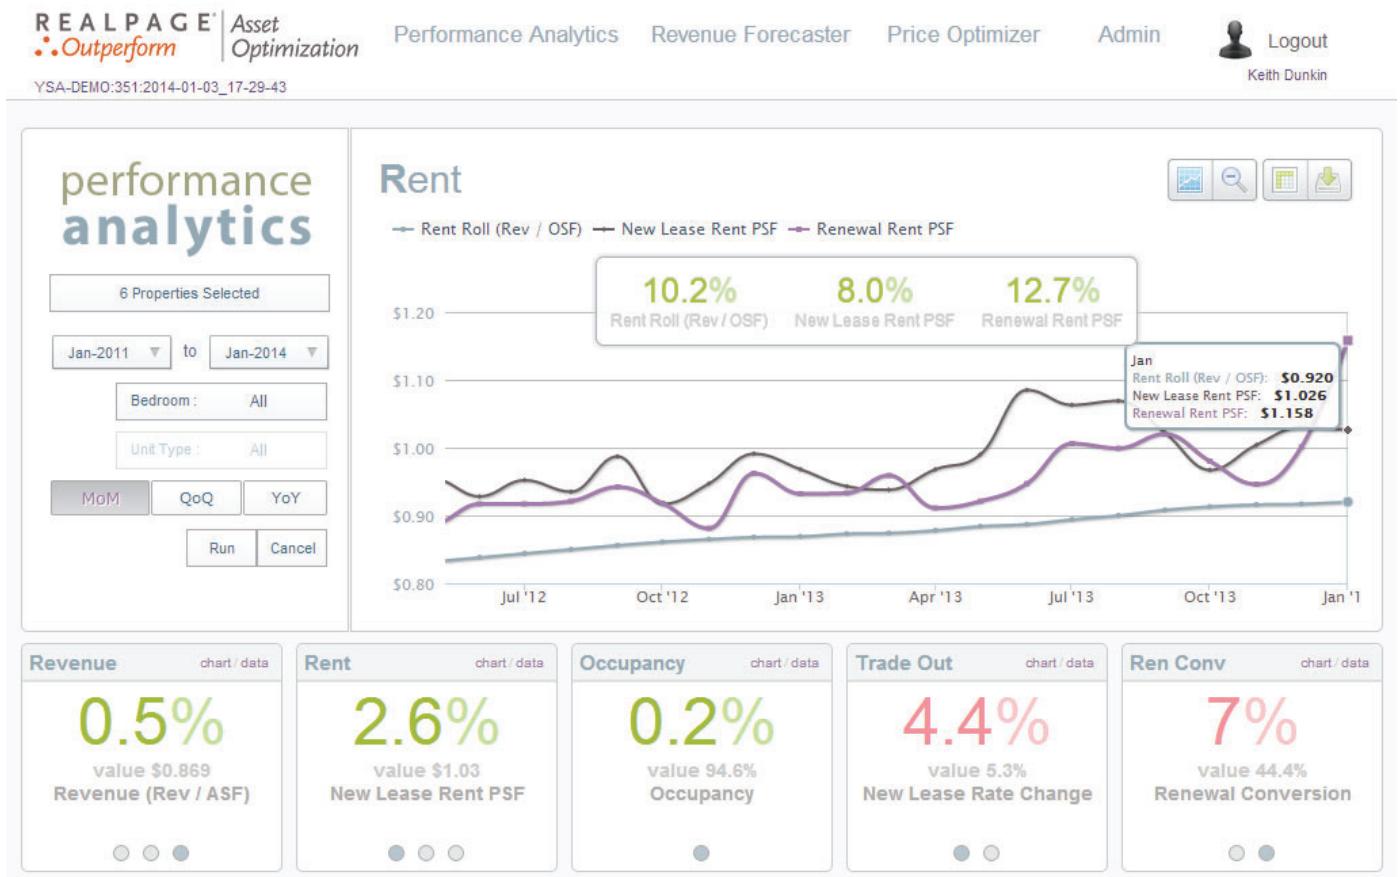 REALPAGE
Outperform
Asset
Optimization
Performance Analytics
Revenue Forecaster
Price Optimizer
Admin
Logout
Keith Dunkin
YSA-DEMO:351:2014-01-03_17-29-43
performance
analytics
6 Properties Selected
Jan-2011 to Jan-2014
Bedroom : All
Unit Type : All
MoM QoQ YoY
Run Cancel
Rent
Rent Roll (Rev / OSF) New Lease Rent PSF Renewal Rent PSF
10.2% 8.0% 12.7%
Rent Roll (Rev / OSF) New Lease Rent PSF Renewal Rent PSF
$1.20
$1.10
$1.00
$0.90
$0.80
Jan
Rent Roll (Rev / OSF): $0.920
New Lease Rent PSF: $1.026
Renewal Rent PSF: $1.158
Jul '12 Oct '12 Jan '13 Apr '13 Jul '13 Oct '13 Jan '1
Revenue chart / data
0.5%
value $0.869
Revenue (Rev / ASF)
Rent chart / data
2.6%
value $1.03
New Lease Rent PSF
Occupancy chart / data
0.2%
value 94.6%
Occupancy
Trade Out chart / data
4.4%
value 5.3%
New Lease Rate Change
Ren Conv chart / data
7%
value 44.4%
Renewal Conversion